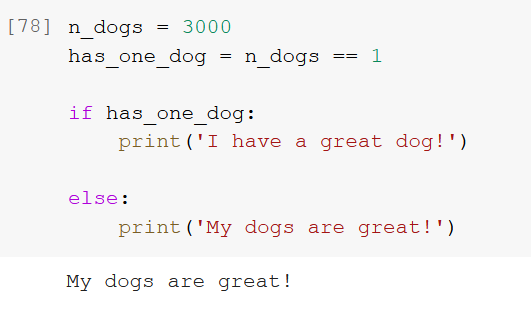 [78] n_dogs = 3000
has_one_dog = n_dogs == 1
if has_one_dog:
print('I have a great dog!')
else:
print('My dogs are great!')
My dogs are great!